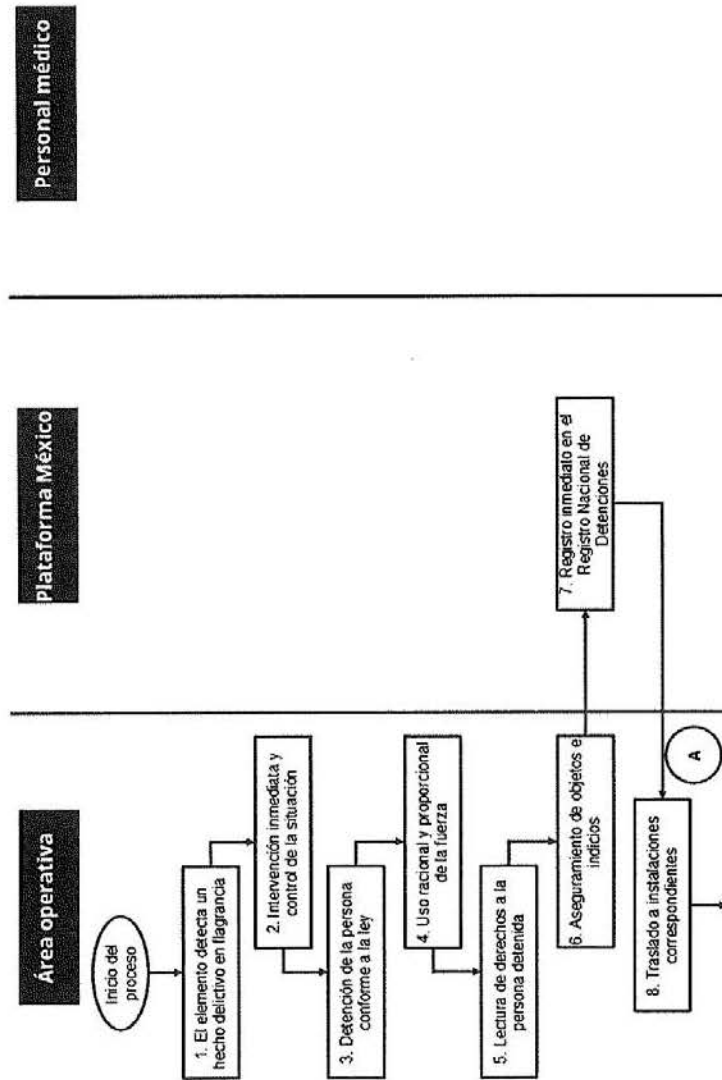 Área operativa
Plataforma México
Personal médico
Inicio del
proceso
1. El elemento detecta un
hecho delictivo en flagrancia
2. Intervención inmediata y
control de la situación
3. Detención de la persona
conforme a la ley
4. Uso racional y proporcional
de la fuerza
5. Lectura de derechos a la
persona detenida
6. Aseguramiento de objetos e
indicios
7. Registro inmediato en el
Registro Nacional de
Detenciones
8. Traslado a instalaciones
correspondientes
A